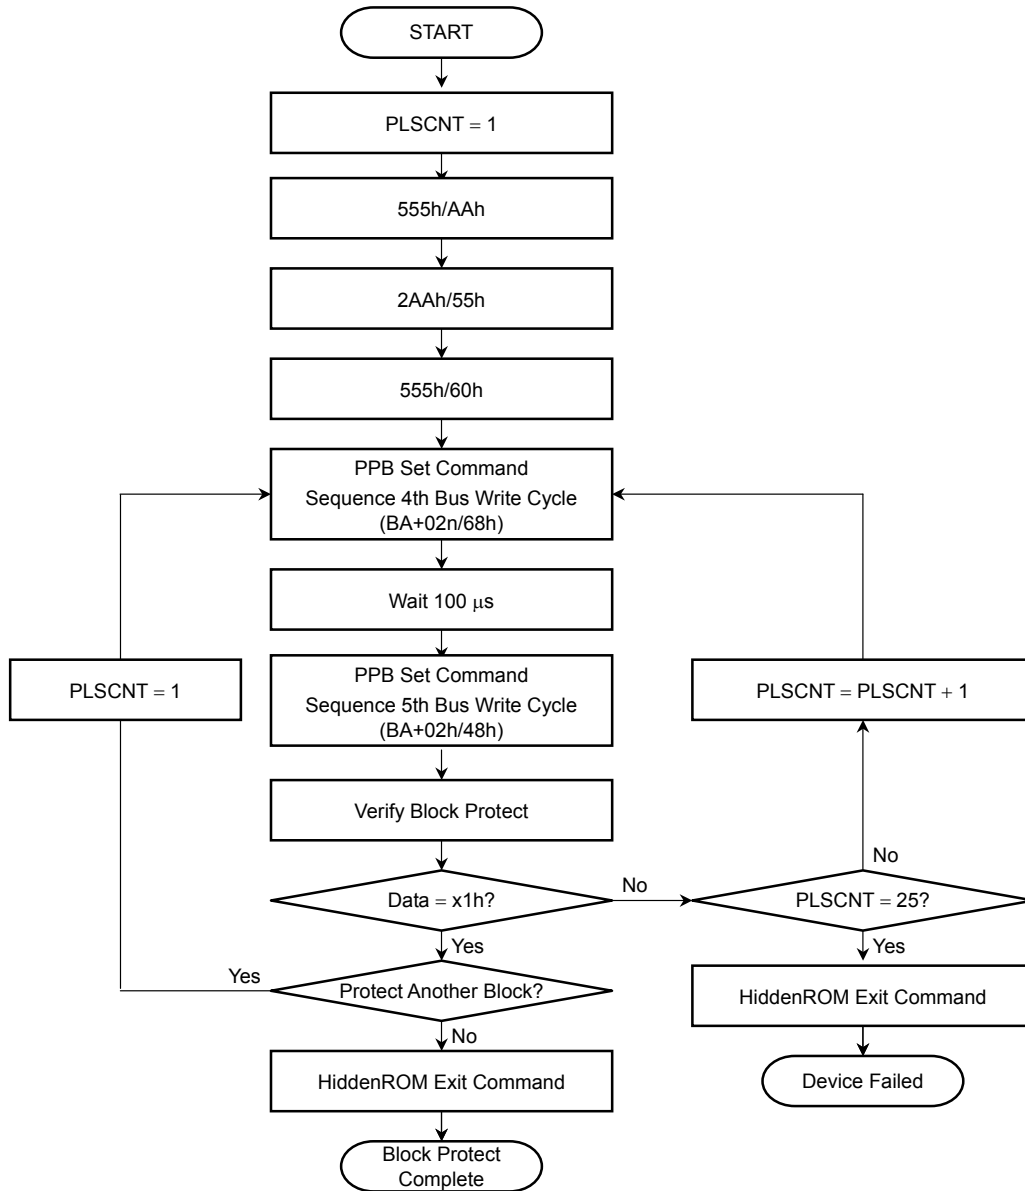 START
PLSCNT = 1
555h/AAh
2AAh/55h
555h/60h
PPB Set Command
Sequence 4th Bus Write Cycle
(BA+02n/68h)
Wait 100 μs
PLSCNT = 1
PPB Set Command
Sequence 5th Bus Write Cycle
(BA+02h/48h)
PLSCNT = PLSCNT + 1
Verify Block Protect
Data = x1h?
No
PLSCNT = 25?
No
Yes
Yes
Yes
Protect Another Block?
HiddenROM Exit Command
No
HiddenROM Exit Command
Device Failed
Block Protect
Complete